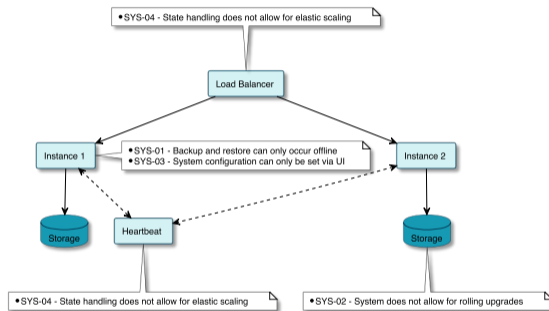 •SYS-04 - State handling does not allow for elastic scaling
Load Balancer
Instance 1
•SYS-01 - Backup and restore can only occur offline
•SYS-03 - System configuration can only be set via UI
Instance 2
Storage
Heartbeat
Storage
•SYS-04 - State handling does not allow for elastic scaling
•SYS-02 - System does not allow for rolling upgrades